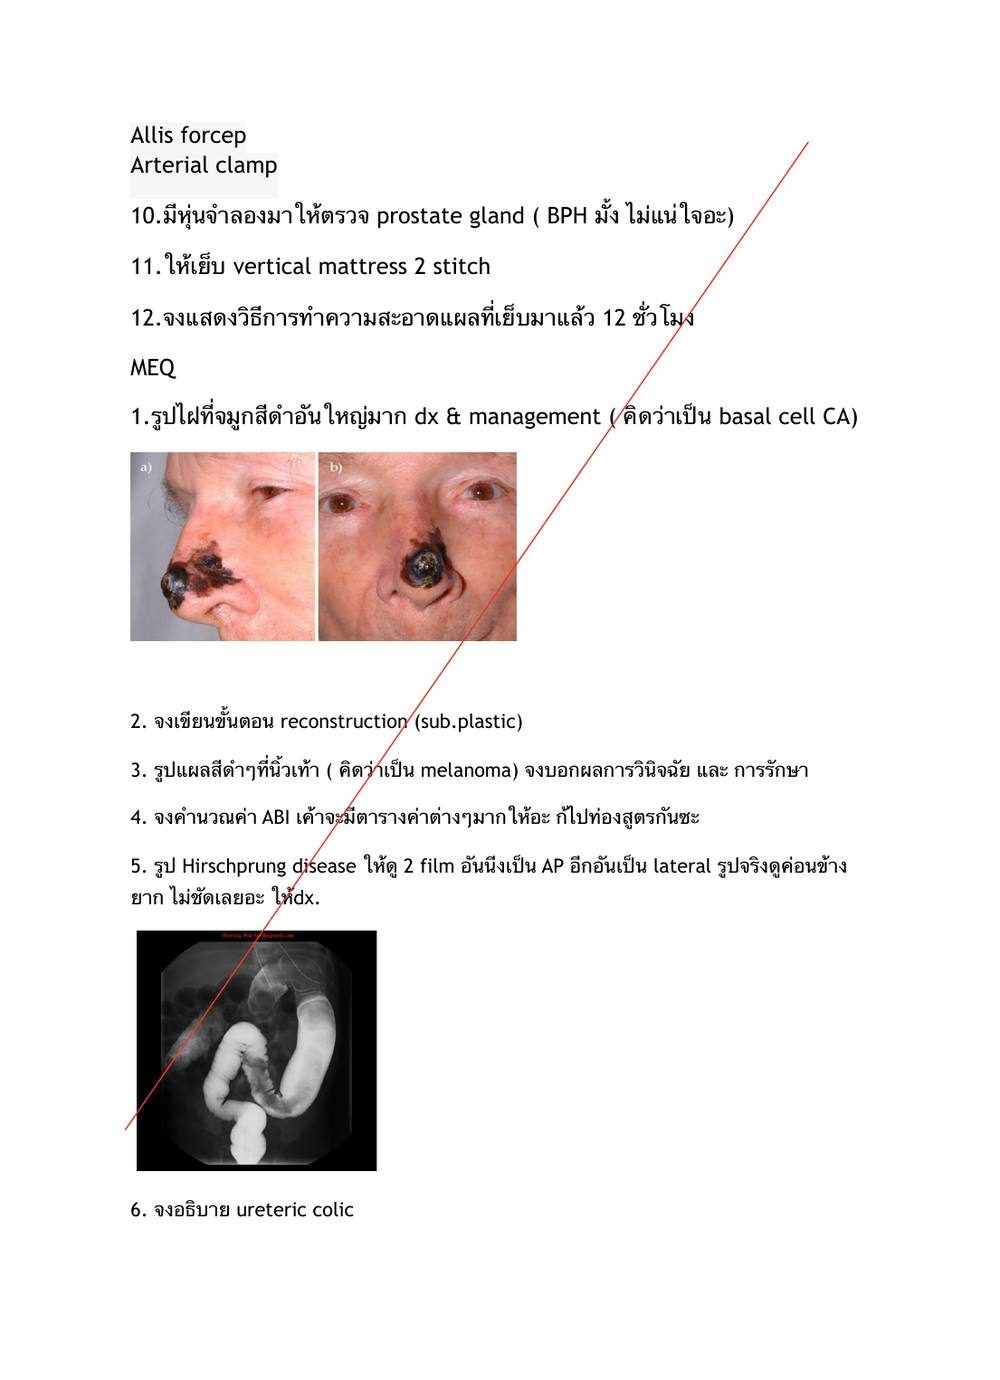 Allis forcep
Arterial clamp
10.มีหุ่นจำลองมาให้ตรวจ prostate gland ( BPH มั้ง ไม่แน่ใจอะ)
11.ให้เย็บ vertical mattress 2 stitch
12.จงแสดงวิธีการทำความสะอาดแผลที่เย็บมาแล้ว 12 ชั่วโมง
MEQ
1.รูปไฝที่จมูกสีดำอันใหญ่มาก dx & management ( คิดว่าเป็น basal cell CA)
a) b)
2. จงเขียนขั้นตอน reconstruction (sub.plastic)
3. รูปแผลสีดำๆที่นิ้วเท้า ( คิดว่าเป็น melanoma) จงบอกผลการวินิจฉัย และ การรักษา
4. จงคำนวณค่า ABI เค้าจะมีตารางค่าต่างๆมากให้อะ ก้ไปท่องสูตรกันซะ
5. รูป Hirschprung disease ให้ดู 2 film อันนึงเป็น AP อีกอันเป็น lateral รูปจริงดูค่อนข้าง
ยาก ไม่ชัดเลยอะ ให้dx.
Warning: Not for diagnostic use
6. จงอธิบาย ureteric colic